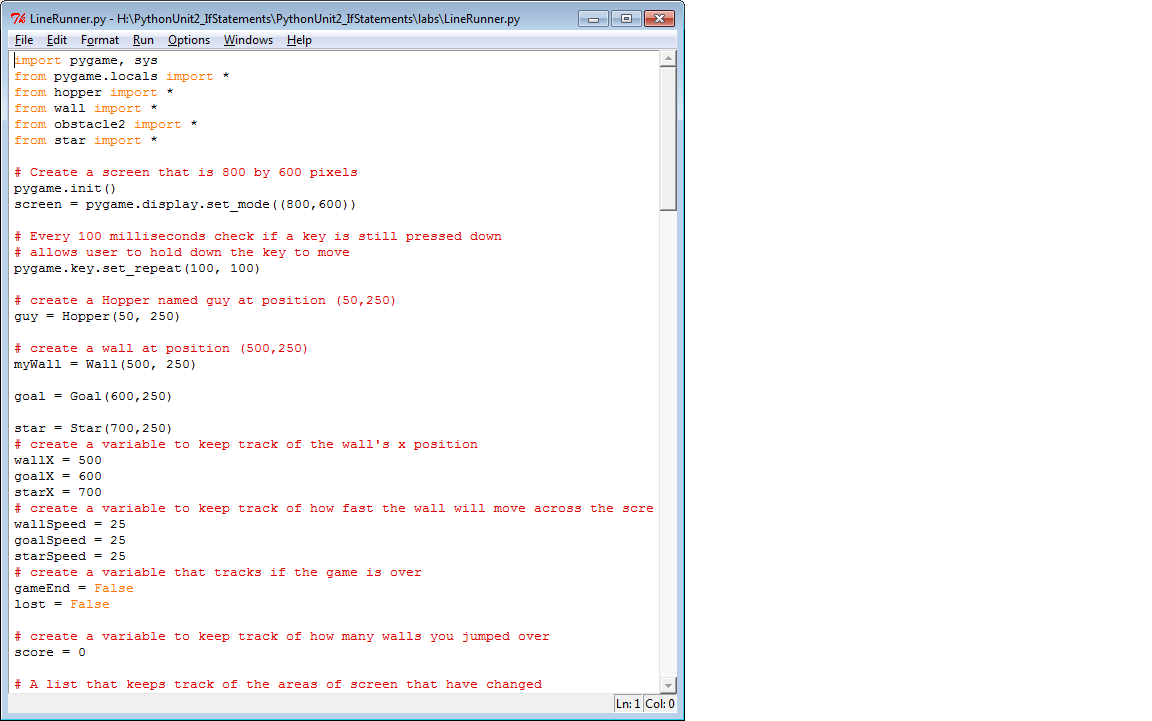 LineRunner.py - H:\PythonUnit2_IfStatements\PythonUnit2_IfStatements\labs\LineRunner.py
File Edit Format Run Options Windows Help
import pygame, sys
from pygame.locals import *
from hopper import *
from wall import *
from obstacle2 import *
from star import *
# Create a screen that is 800 by 600 pixels
pygame.init()
screen = pygame.display.set_mode((800,600))
# Every 100 milliseconds check if a key is still pressed down
# allows user to hold down the key to move
pygame.key.set_repeat(100, 100)
# create a Hopper named guy at position (50,250)
guy = Hopper(50, 250)
# create a wall at position (500,250)
myWall = Wall(500, 250)
goal = Goal(600,250)
star = Star(700,250)
# create a variable to keep track of the wall's x position
wallX = 500
goalX = 600
starX = 700
# create a variable to keep track of how fast the wall will move across the scre
wallSpeed = 25
goalSpeed = 25
starSpeed = 25
# create a variable that tracks if the game is over
gameEnd = False
lost = False
# create a variable to keep track of how many walls you jumped over
score = 0
# A list that keeps track of the areas of screen that have changed
Ln: 1 Col: 0